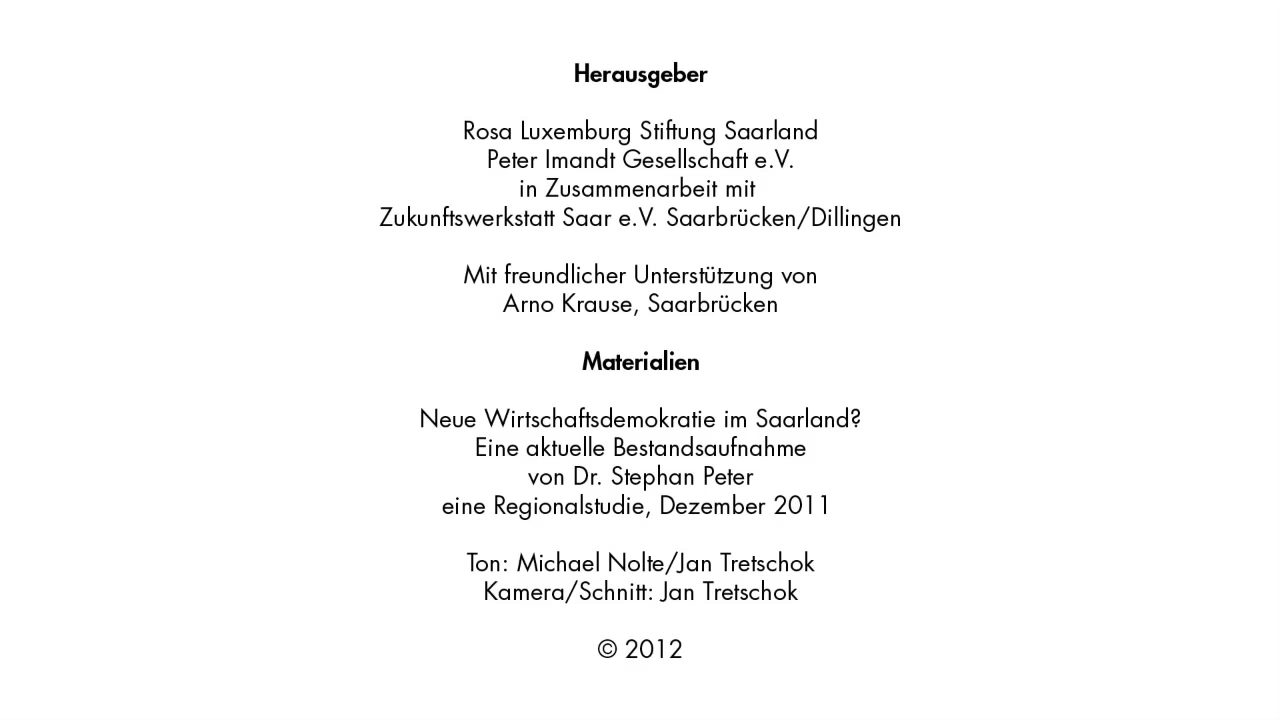 Herausgeber
Rosa Luxemburg Stiftung Saarland
Peter Imandt Gesellschaft e.V.
in Zusammenarbeit mit
Zukunftswerkstatt Saar e.V. Saarbrücken/Dillingen
Mit freundlicher Unterstützung von
Arno Krause, Saarbrücken
Materialien
Neue Wirtschaftsdemokratie im Saarland?
Eine aktuelle Bestandsaufnahme
von Dr. Stephan Peter
eine Regionalstudie, Dezember 2011
Ton: Michael Nolte/Jan Tretschok
Kamera/Schnitt: Jan Tretschok
© 2012